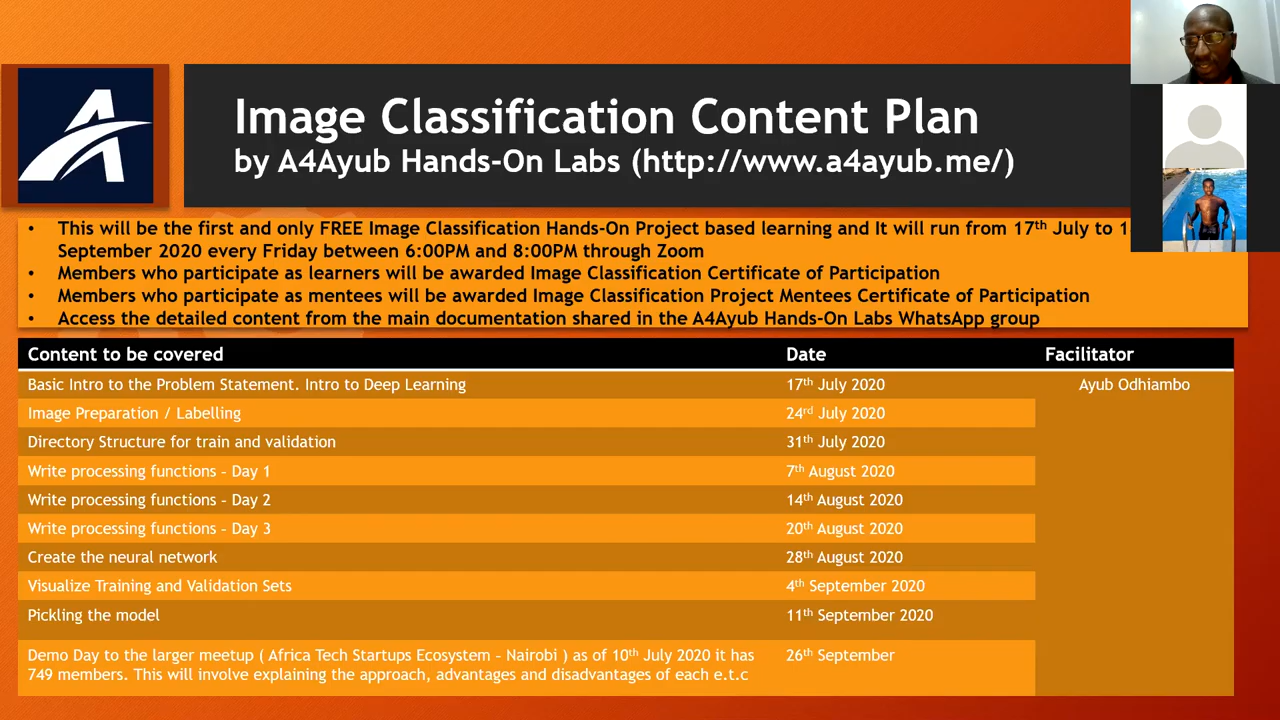 Image Classification Content Plan
by A4Ayub Hands-On Labs (http://www.a4ayub.me/)
• This will be the first and only FREE Image Classification Hands-On Project based learning and It will run from 17th July to
September 2020 every Friday between 6:00PM and 8:00PM through Zoom
• Members who participate as learners will be awarded Image Classification Certificate of Participation
• Members who participate as mentees will be awarded Image Classification Project Mentees Certificate of Participation
• Access the detailed content from the main documentation shared in the A4Ayub Hands-On Labs WhatsApp group
Content to be covered Date Facilitator
Basic Intro to the Problem Statement. Intro to Deep Learning 17th July 2020 Ayub Odhiambo
Image Preparation / Labelling 24rd July 2020
Directory Structure for train and validation 31th July 2020
Write processing functions – Day 1 7th August 2020
Write processing functions – Day 2 14th August 2020
Write processing functions – Day 3 20th August 2020
Create the neural network 28th August 2020
Visualize Training and Validation Sets 4th September 2020
Pickling the model 11th September 2020
Demo Day to the larger meetup ( Africa Tech Startups Ecosystem – Nairobi ) as of 10th July 2020 it has 26th September
749 members. This will involve explaining the approach, advantages and disadvantages of each e.t.c